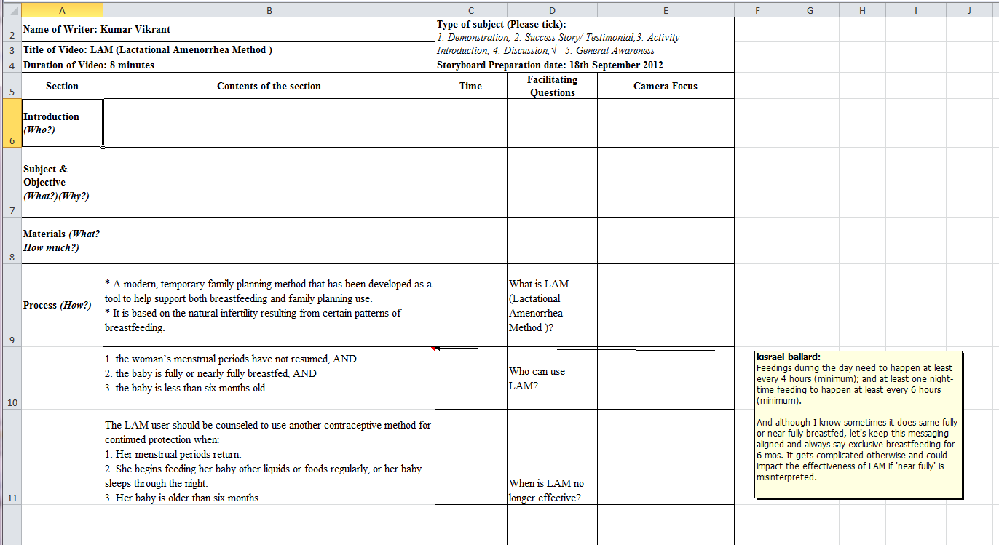 A B C D E F G H I J
2 Name of Writer: Kumar Vikrant
Type of subject (Please tick):
1. Demonstration, 2. Success Story/ Testimonial,3. Activity
3 Title of Video: LAM (Lactational Amenorrhea Method )
Introduction, 4. Discussion,√ 5. General Awareness
4 Duration of Video: 8 minutes
Storyboard Preparation date: 18th September 2012
5 Section
Contents of the section
Time
Facilitating
Questions
Camera Focus
6 Introduction
(Who?)
7 Subject &
Objective
(What?)(Why?)
8 Materials (What?
How much?)
9 Process (How?)
* A modern, temporary family planning method that has been developed as a
tool to help support both breastfeeding and family planning use.
* It is based on the natural infertility resulting from certain patterns of
breastfeeding.
What is LAM
(Lactational
Amenorrhea
Method )?
10
1. the woman's menstrual periods have not resumed, AND
2. the baby is fully or nearly fully breastfed, AND
3. the baby is less than six months old.
Who can use
LAM?
11
The LAM user should be counseled to use another contraceptive method for
continued protection when:
1. Her menstrual periods return.
2. She begins feeding her baby other liquids or foods regularly, or her baby
sleeps through the night.
3. Her baby is older than six months.
When is LAM no
longer effective?
kisrael-ballard:
Feedings during the day need to happen at least
every 4 hours (minimum); and at least one night-
time feeding to happen at least every 6 hours
(minimum).
And although I know sometimes it does same fully
or near fully breastfed, let's keep this messaging
aligned and always say exclusive breastfeeding for
6 mos. It gets complicated otherwise and could
impact the effectiveness of LAM if 'near fully' is
misinterpreted.